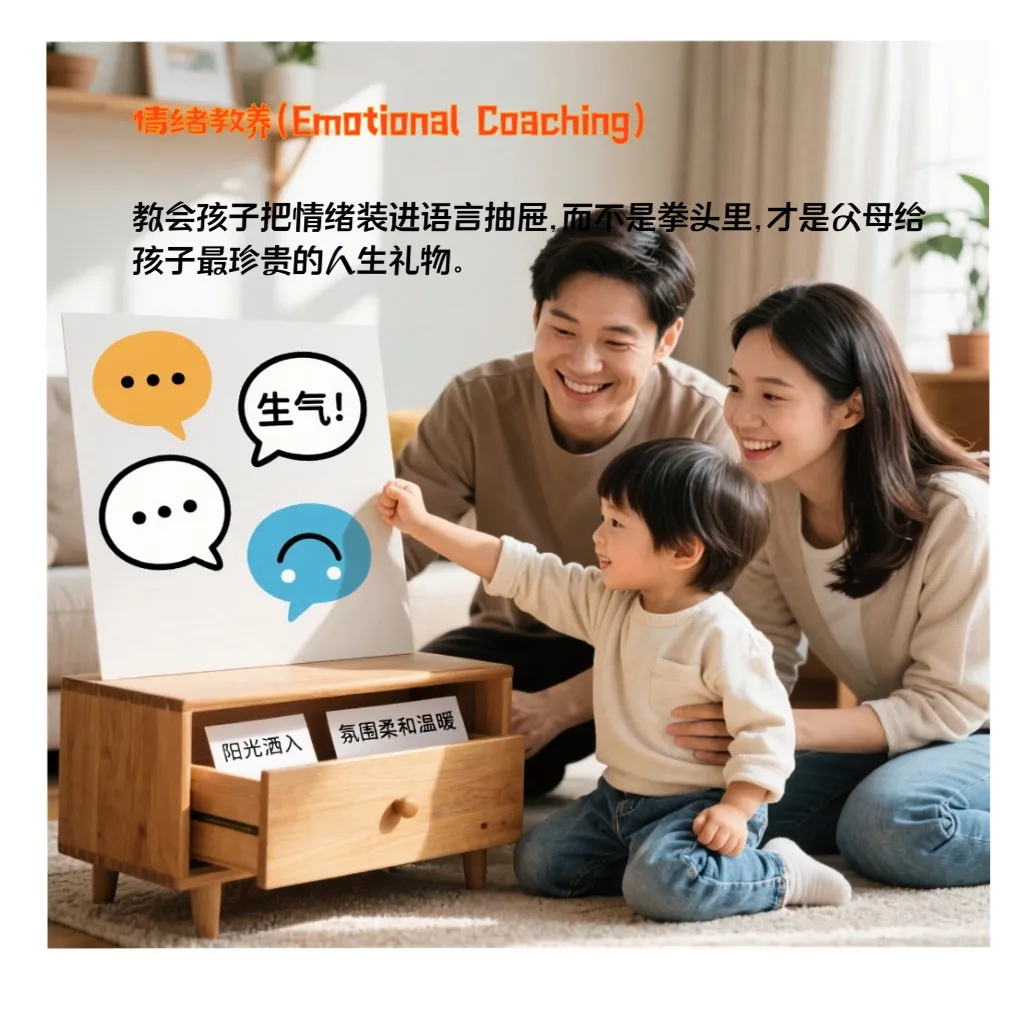 情绪教养(Emotional Coaching)
教会孩子把情绪装进语言抽屉,而不是拳头里,才是父母给
孩子最珍贵的人生礼物。
生气!
阳光洒入
氛围柔和温暖